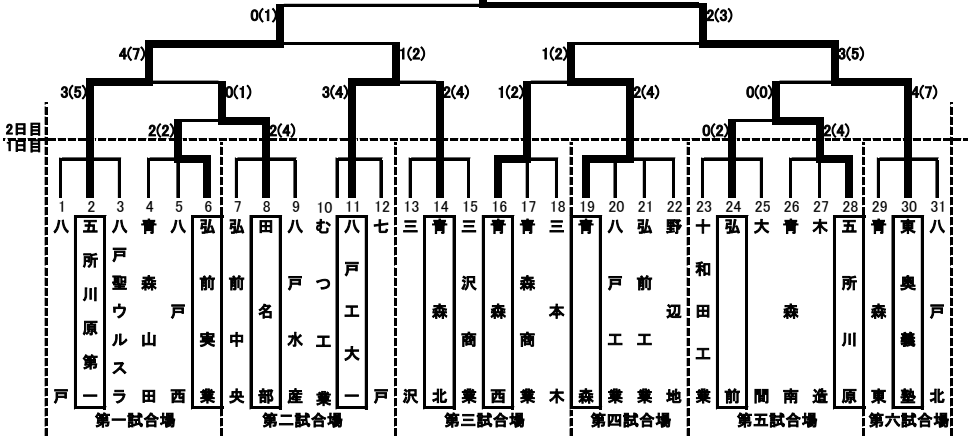 0(1) 2(3)
4(7) 1(2) 1(2) 3(5)
3(5) 0(1) 3(4) 2(4) 1(2) 2(4) 0(0) 4(7)
2日目 2(2) 2(4) 0(2) 2(4)
1日目
1 2 3 4 5 6 7 8 9 10 11 12 13 14 15 16 17 18 19 20 21 22 23 24 25 26 27 28 29 30 31
八戸
五所川原第一
八戸聖ウルスラ
青森山田
八戸西
弘前実業
弘前中央
田名部
八戸水産
むつ工業
八戸工大一
七戸
三沢
青森北
三沢商業
青森西
青森商業
三本木
青森
八戸工業
弘前工業
野辺地
十和田工業
弘前
大間
青森南
木造
五所川原
青森東
東奥義塾
八戸北
第一試合場 第二試合場 第三試合場 第四試合場 第五試合場 第六試合場